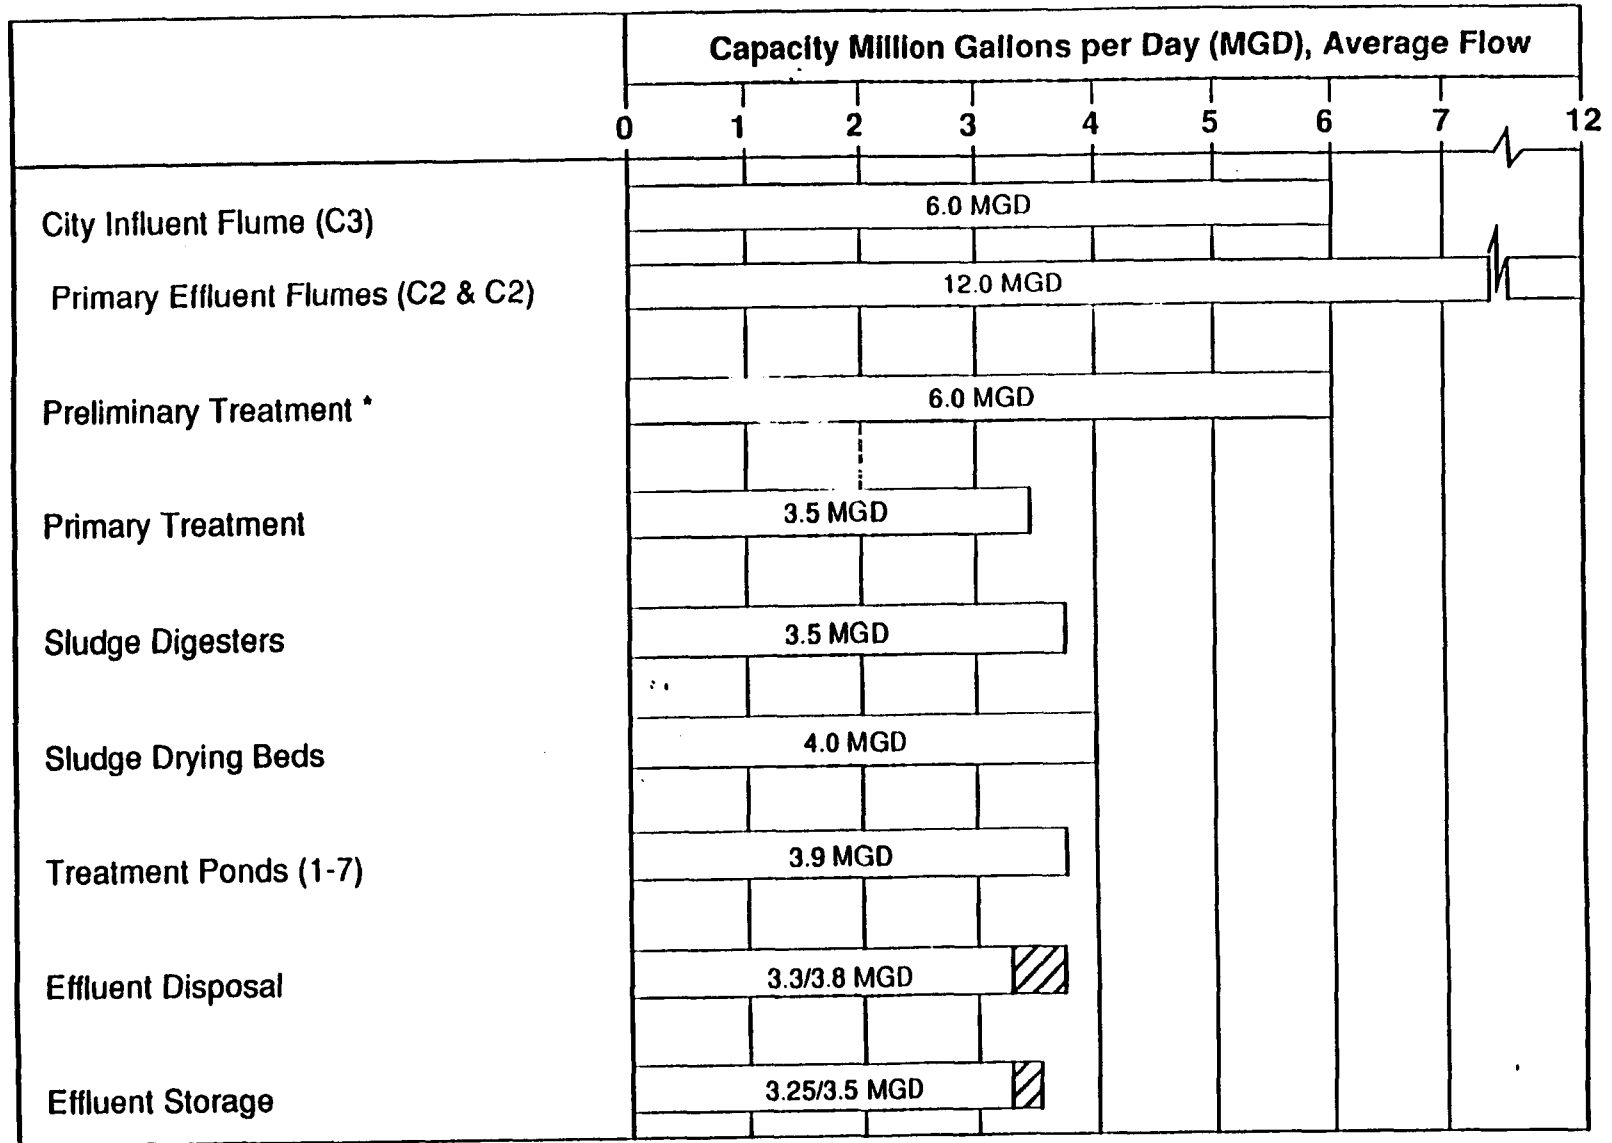 Capacity Million Gallons per Day (MGD), Average Flow
0 1 2 3 4 5 6 7 12
City Influent Flume (C3) 6.0 MGD
Primary Effluent Flumes (C2 & C2) 12.0 MGD
Preliminary Treatment * 6.0 MGD
Primary Treatment 3.5 MGD
Sludge Digesters 3.5 MGD
Sludge Drying Beds 4.0 MGD
Treatment Ponds (1-7) 3.9 MGD
Effluent Disposal 3.3/3.8 MGD
Effluent Storage 3.25/3.5 MGD